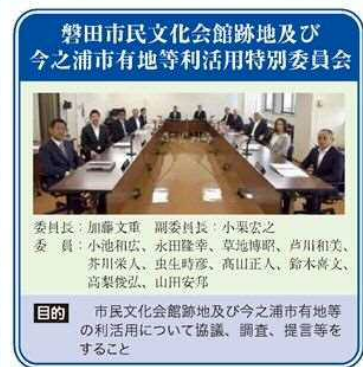 磐田市民文化会館跡地及び
今之浦市有地等利活用特別委員会
委員長：加藤文重　副委員長：小栗宏之
委　員：小池和広、永田隆幸、草地博昭、芦川和美、
芥川栄人、虫生時彦、高山正人、鈴木喜文、
高梨俊弘、山田安邦
目的　市民文化会館跡地及び今之浦市有地等
の利活用について協議、調査、提言等を
すること